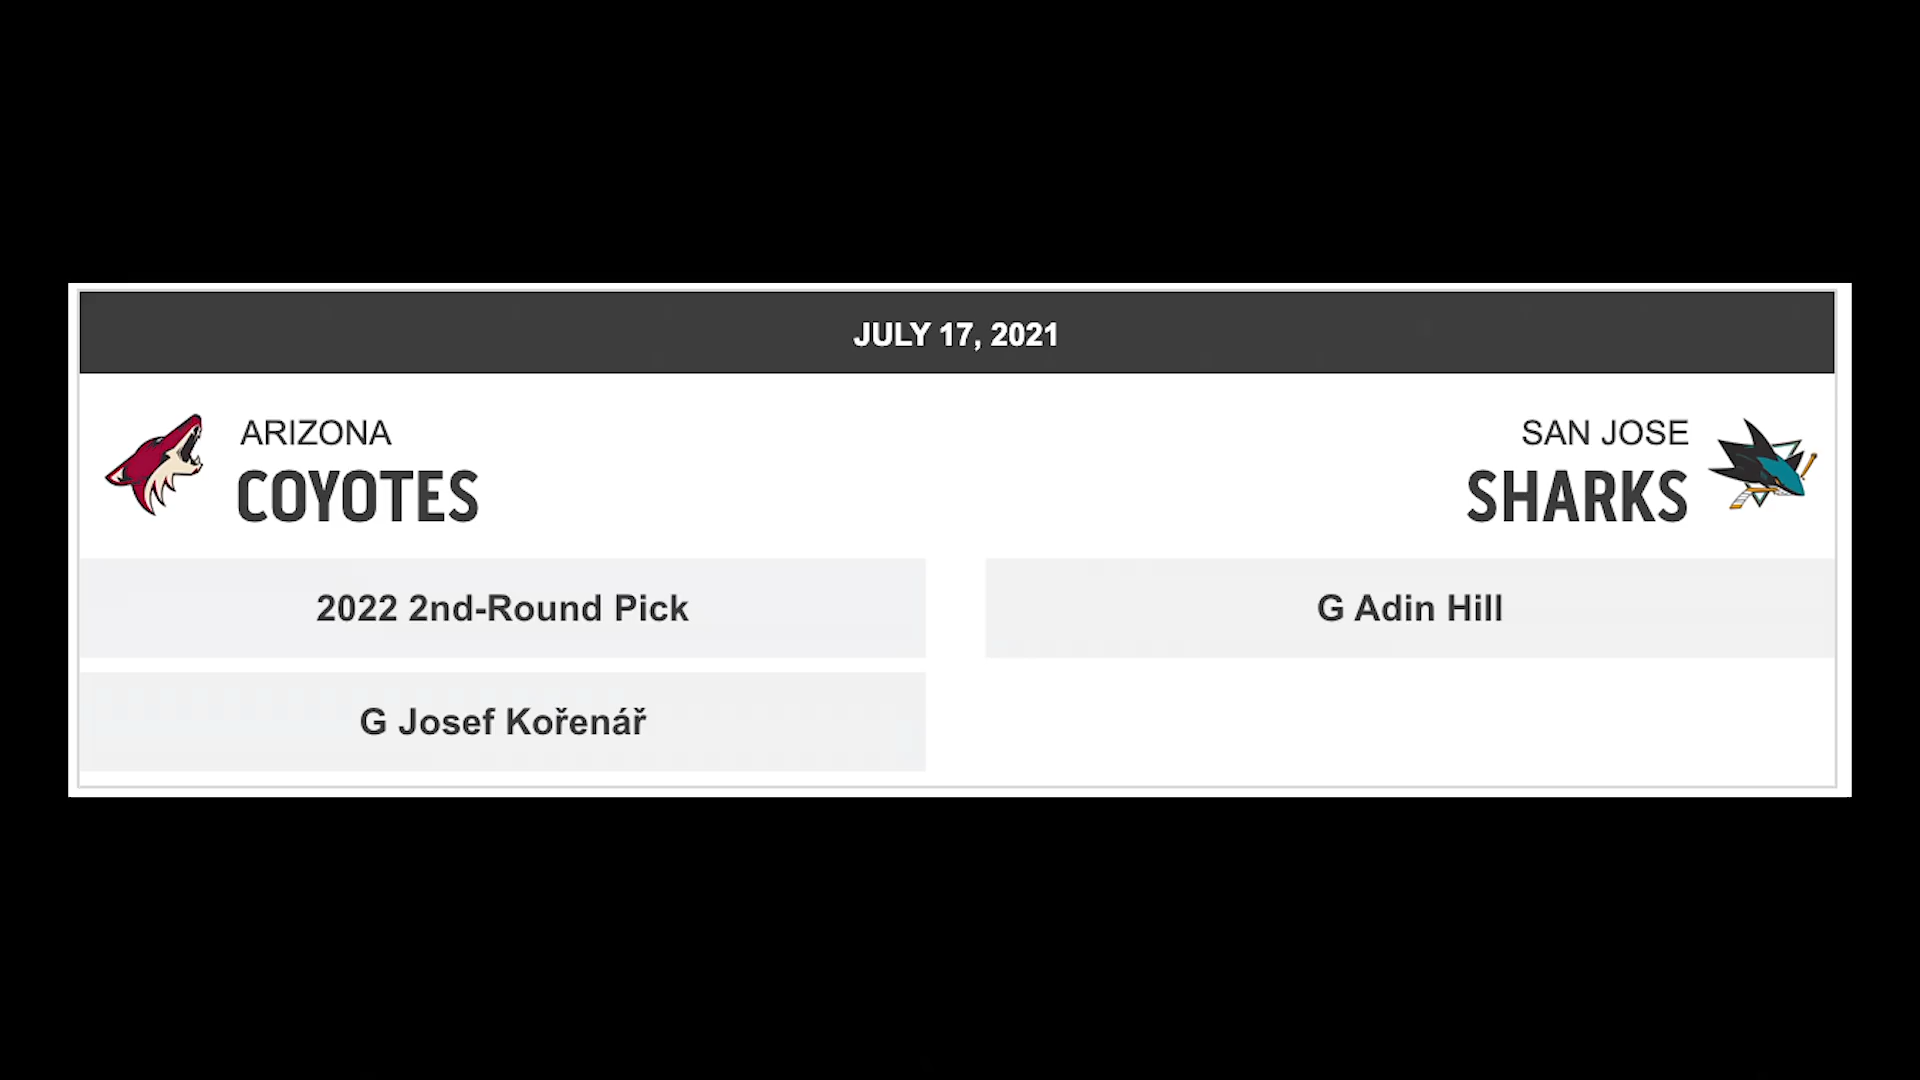 JULY 17, 2021
ARIZONA
COYOTES
SAN JOSE
SHARKS
2022 2nd-Round Pick
G Adin Hill
G Josef Kořenář